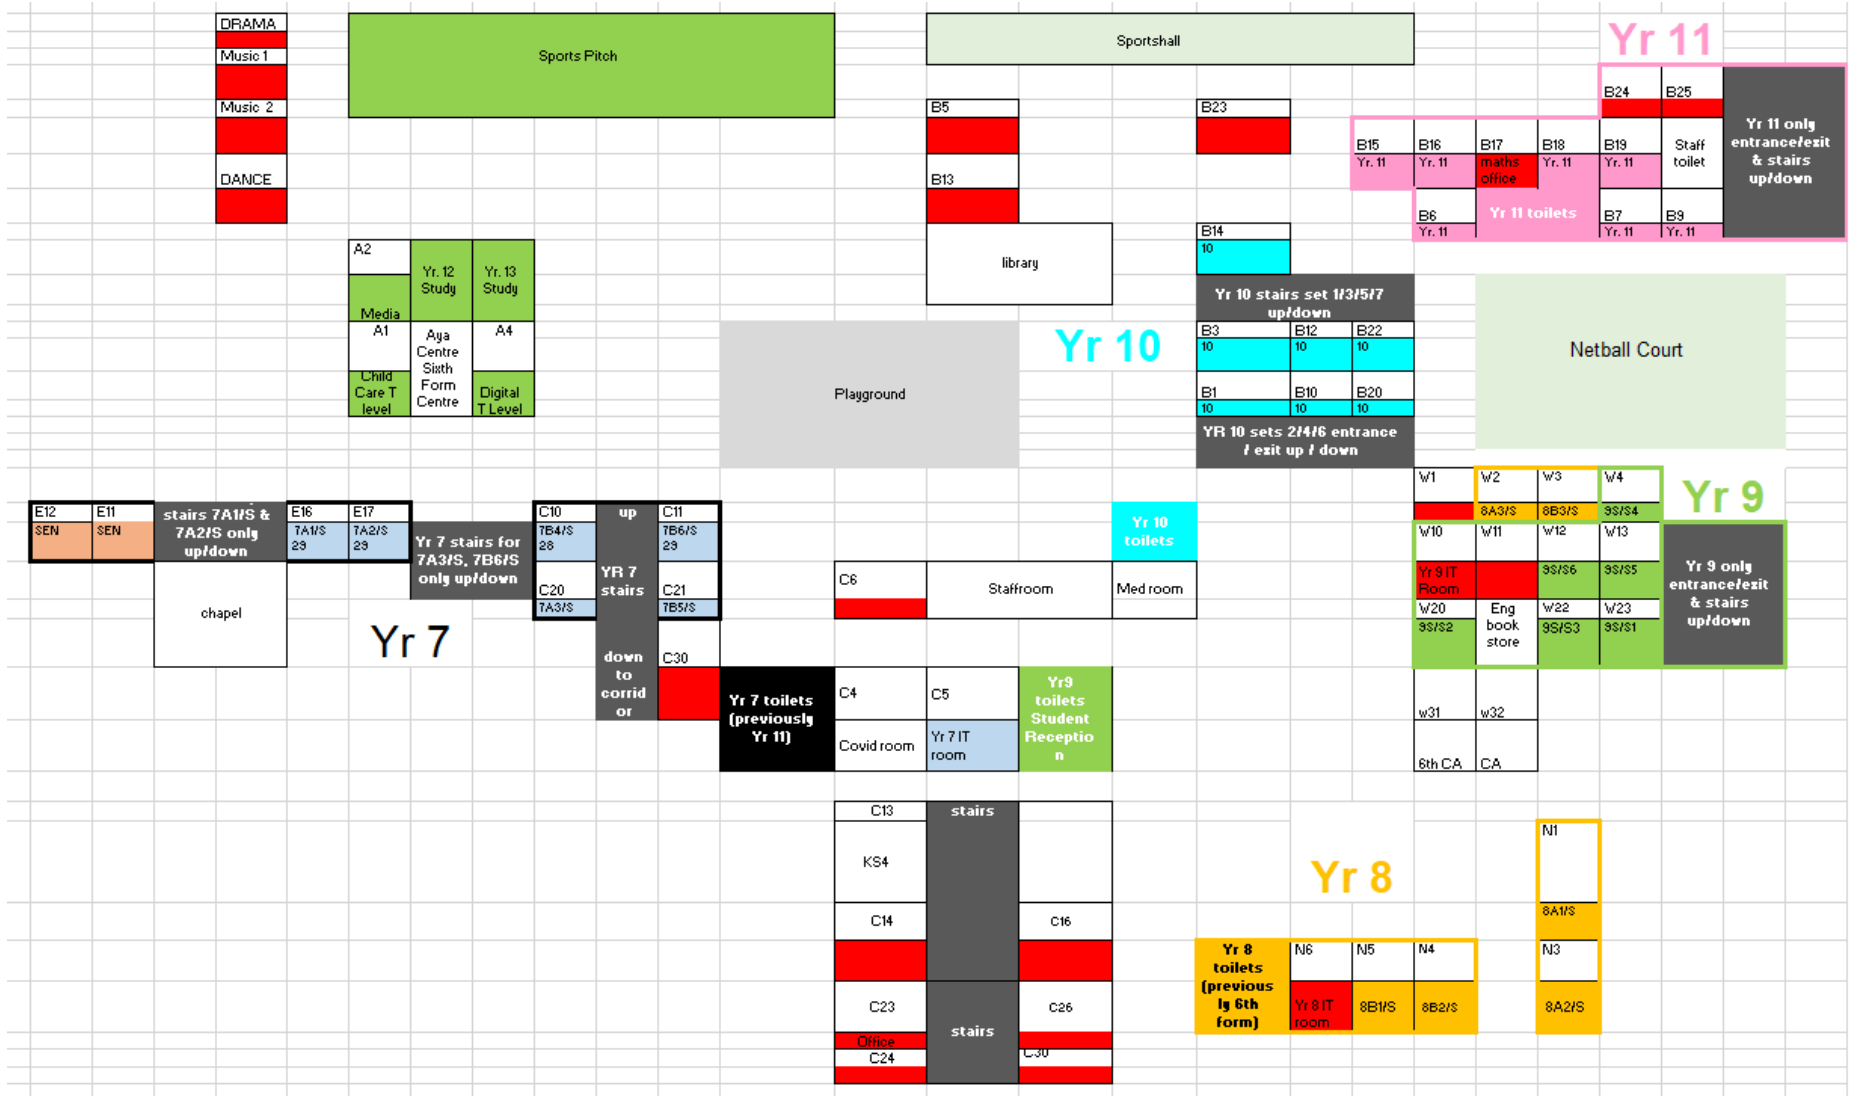 DRAMA
Music 1
Music 2
DANCE
Sports Pitch
Sportshall
Yr 11
B5
B13
B23
B24
B25
B15
Yr. 11
B16
Yr. 11
B17
maths
office
B18
Yr. 11
B19
Yr. 11
Staff
toilet
Yr 11 only
entrance/exit
& stairs
up/down
B6
Yr. 11
Yr 11 toilets
B7
Yr. 11
B9
Yr. 11
A2
Media
Yr. 12
Study
Yr. 13
Study
A1
Child
Care T
level
Aya
Centre
Sixth
Form
Centre
A4
Digital
T Level
library
Playground
Yr 10
B14
10
Yr 10 stairs set 1/3/5/7
up/down
B3
10
B12
10
B22
10
B1
10
B10
10
B20
10
YR 10 sets 2/4/6 entrance
/ exit up / down
Netball Court
E12
SEN
E11
SEN
stairs 7A1/S &
7A2/S only
up/down
E16
7A1/S
29
E17
7A2/S
29
Yr 7 stairs for
7A3/S, 7B6/S
only up/down
C10
7B4/S
28
up
YR 7
stairs
down
to
corrid
or
C11
7B6/S
29
C20
7A3/S
C21
7B5/S
C30
chapel
Yr 7
Yr 10
toilets
C6
Staffroom
Med room
Yr 7 toilets
(previously
Yr 11)
C4
Covid room
C5
Yr 7 IT
room
Yr9
toilets
Student
Receptio
n
W1
W2
8A3/S
W3
8B3/S
W4
9S/S4
Yr 9
W10
Yr 9 IT
Room
W11
W12
9S/S6
W13
9S/S5
Yr 9 only
entrance/exit
& stairs
up/down
W20
9S/S2
Eng
book
store
W22
9S/S3
W23
9S/S1
w31
6th CA
w32
CA
C13
KS4
stairs
C14
C16
C23
Office
stairs
C26
C24
C30
Yr 8
N1
8A1/S
N3
8A2/S
Yr 8
toilets
(previous
ly 6th
form)
N6
Yr 8 IT
room
N5
8B1/S
N4
8B2/S